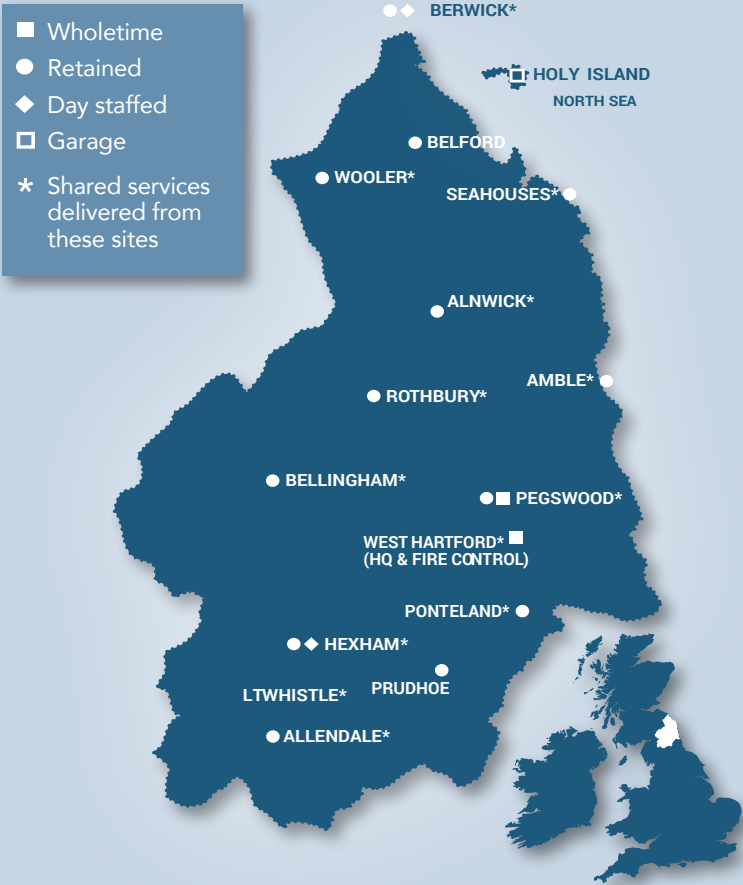 Wholetime
Retained
Day staffed
Garage
* Shared services
delivered from
these sites
BERWICK*
HOLY ISLAND
NORTH SEA
BELFORD
WOOLER*
SEAHOUSES*
ALNWICK*
AMBLE*
ROTHBURY*
BELLINGHAM*
PEGSWOOD*
WEST HARTFORD*
(HQ & FIRE CONTROL)
PONTELAND*
HEXHAM*
PRUDHOE
LTWHISTLE*
ALLENDALE*